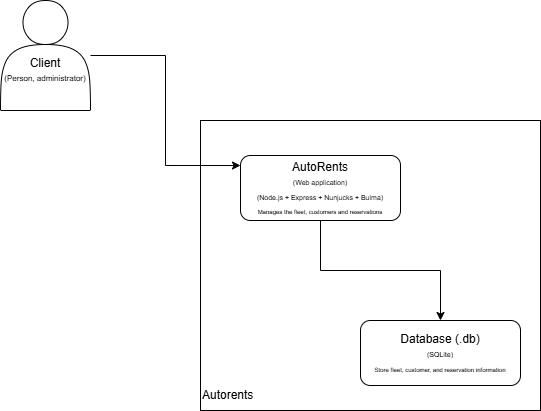 Client
(Person, administrator)
AutoRents
(Web application)
(Node.js + Express + Nunjucks + Bulma)
Manages the fleet, customers and reservations
Database (.db)
(SQLite)
Store fleet, customer, and reservation information
Autorents